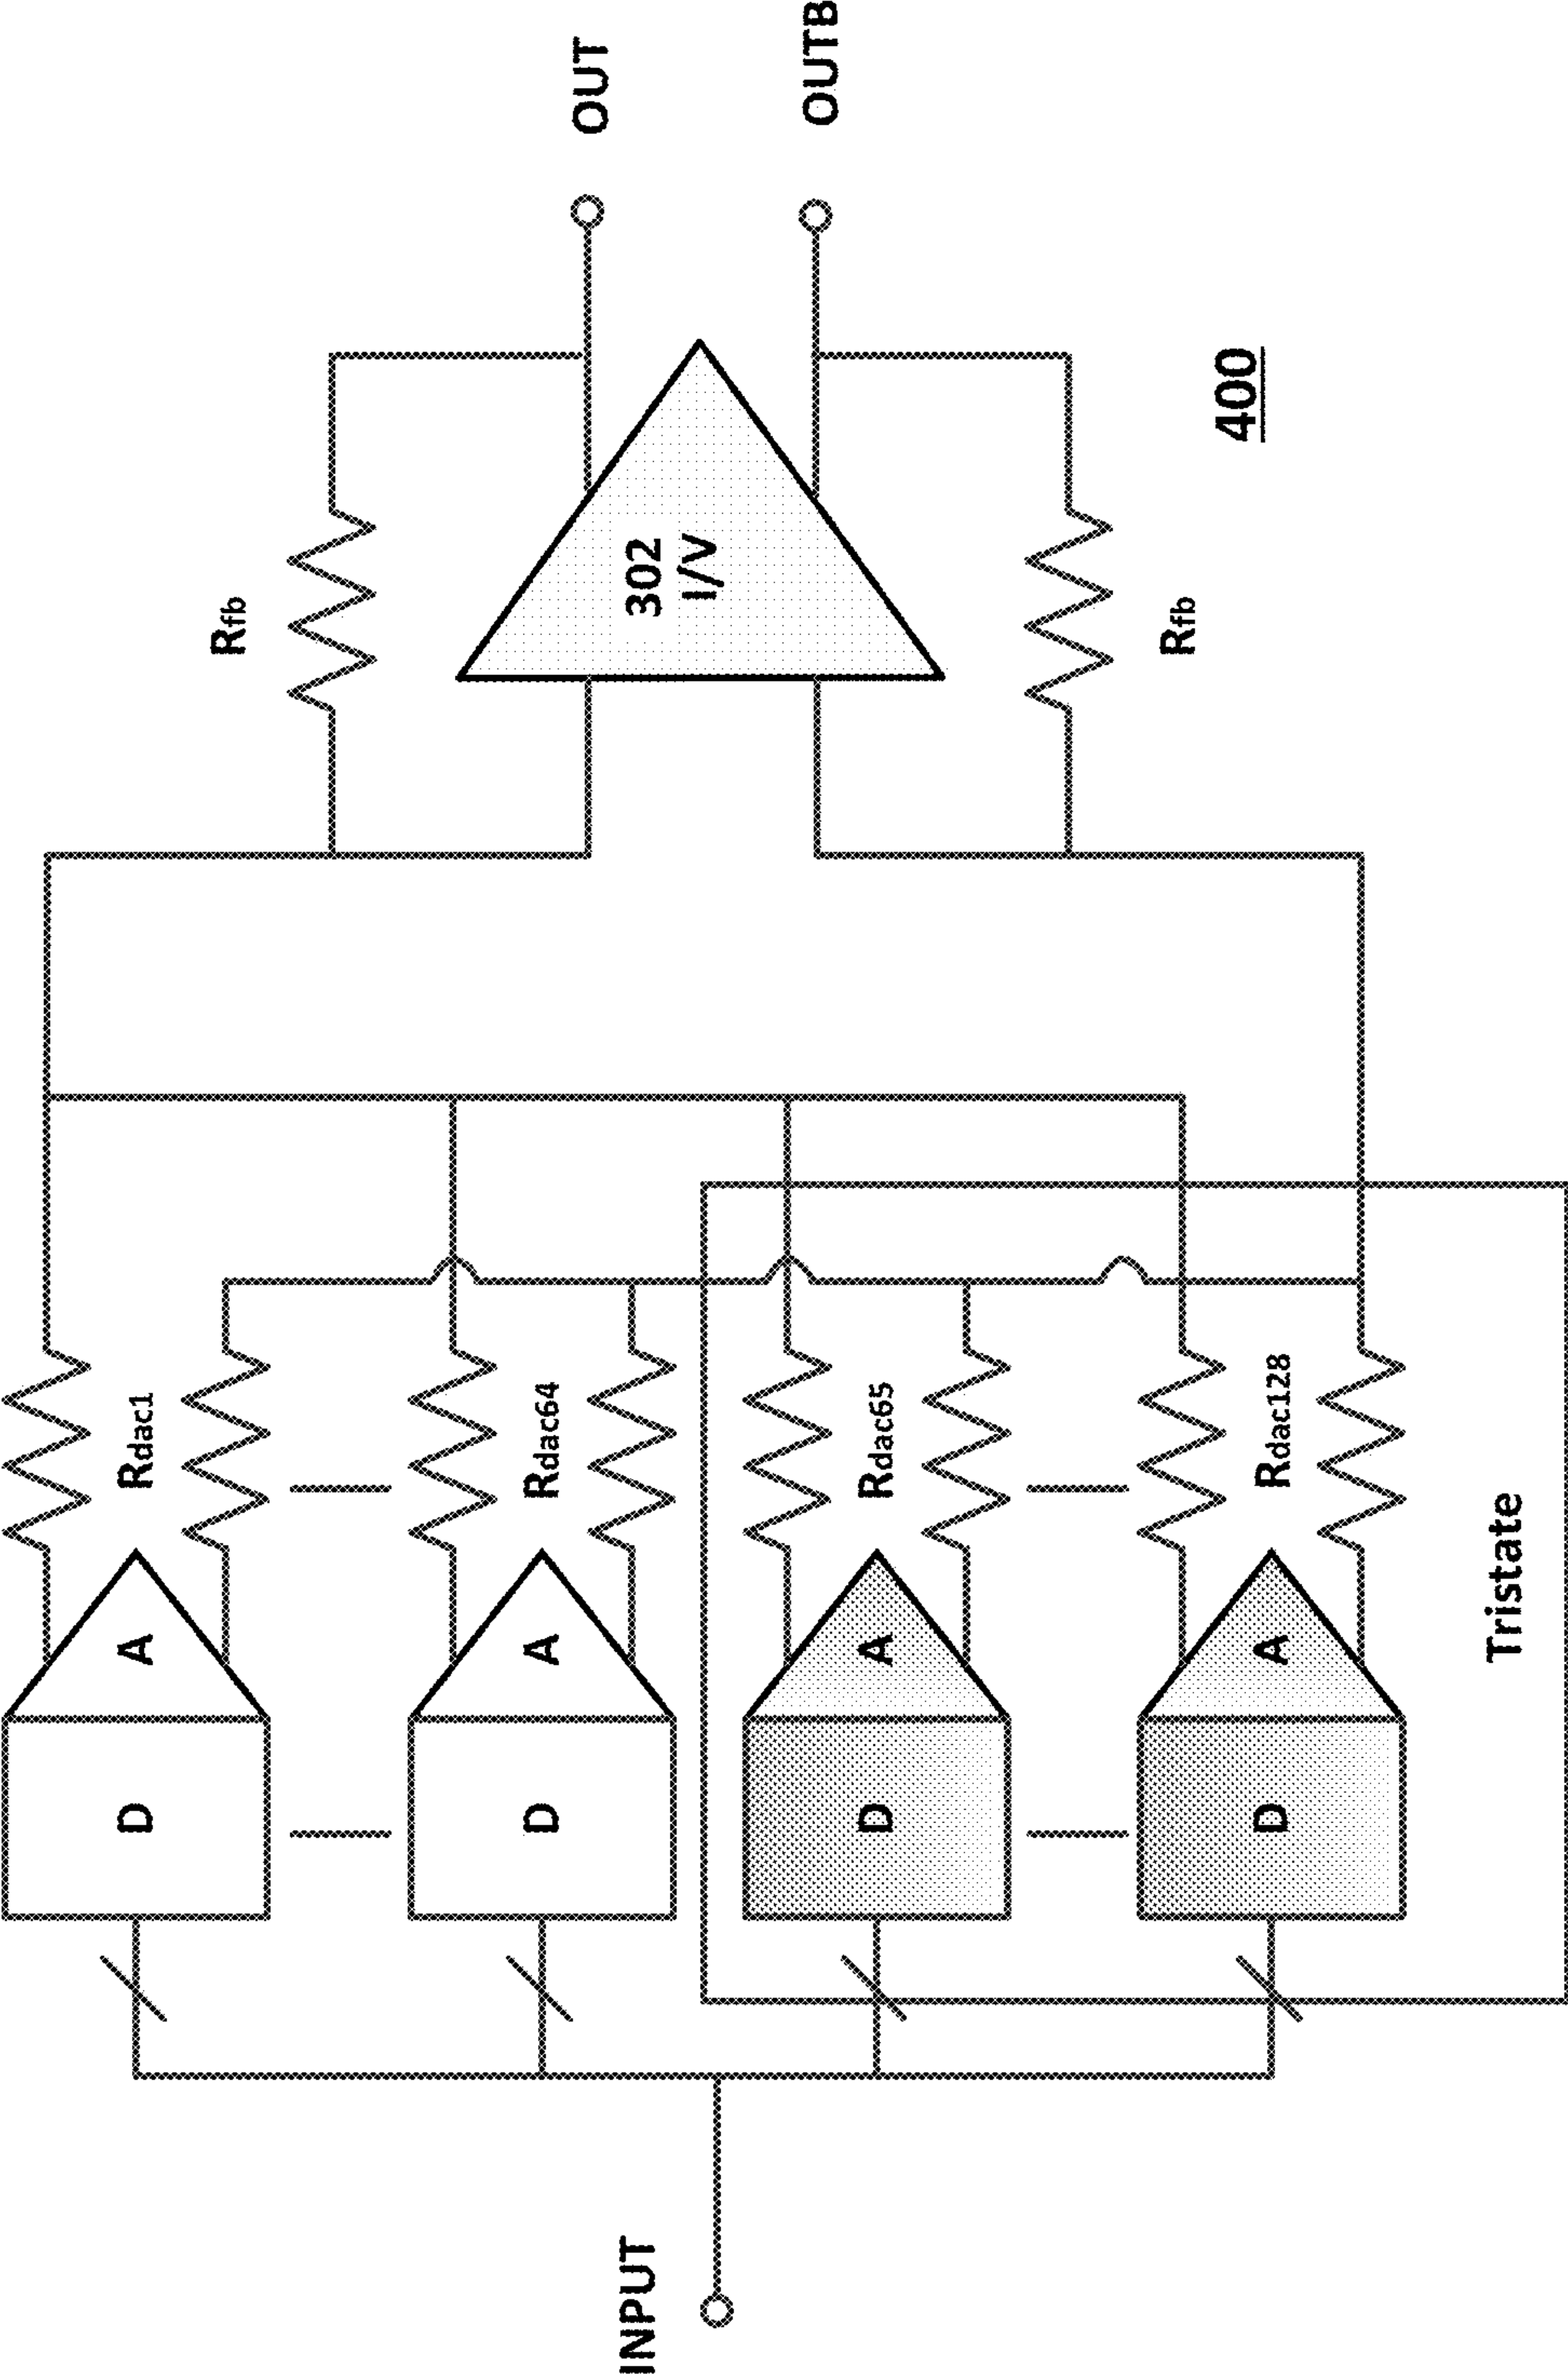 INPUT
D
A
Rdac1
D
A
Rdac64
D
A
Rdac65
D
A
Rdac128
Tristate
Rfb
302
I/V
Rfb
OUT
OUTB
400